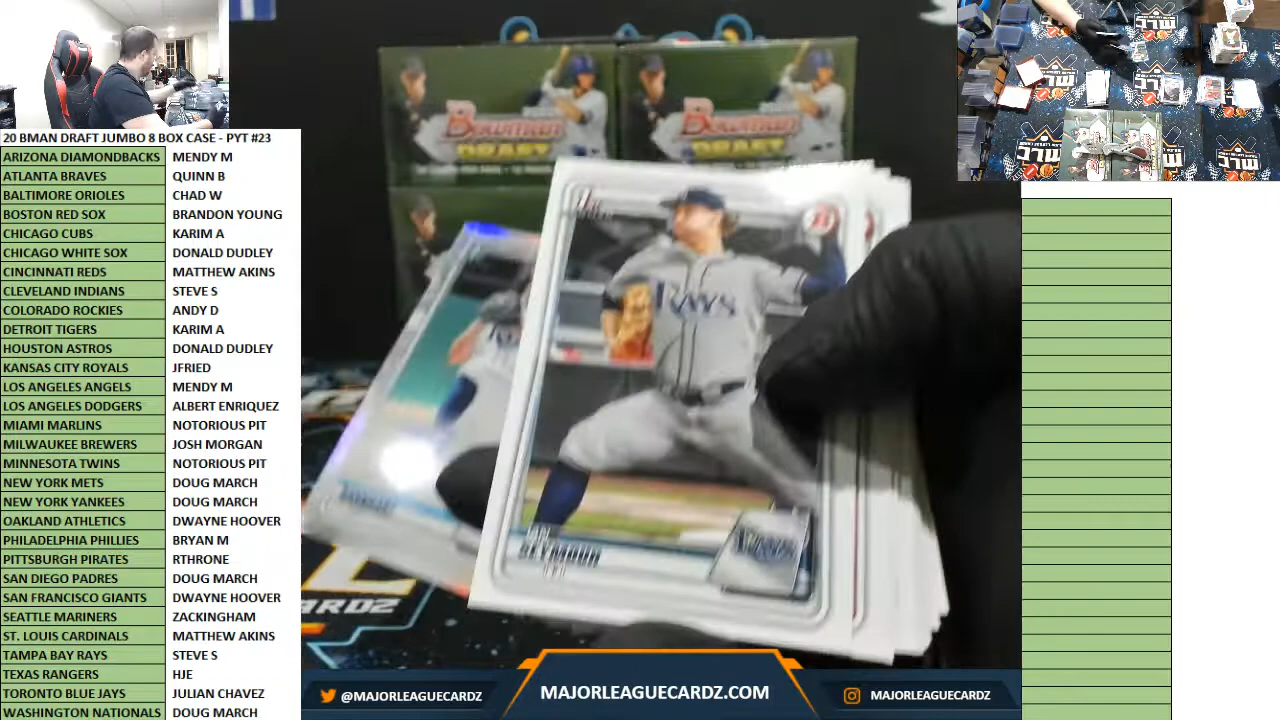 20 BMAN DRAFT JUMBO 8 BOX CASE - PYT #23
ARIZONA DIAMONDBACKS MENDY M
ATLANTA BRAVES QUINN B
BALTIMORE ORIOLES CHAD W
BOSTON RED SOX BRANDON YOUNG
CHICAGO CUBS KARIM A
CHICAGO WHITE SOX DONALD DUDLEY
CINCINNATI REDS MATTHEW AKINS
CLEVELAND INDIANS STEVE S
COLORADO ROCKIES ANDY D
DETROIT TIGERS KARIM A
HOUSTON ASTROS DONALD DUDLEY
KANSAS CITY ROYALS JFRIED
LOS ANGELES ANGELS MENDY M
LOS ANGELES DODGERS ALBERT ENRIQUEZ
MIAMI MARLINS NOTORIOUS PIT
MILWAUKEE BREWERS JOSH MORGAN
MINNESOTA TWINS NOTORIOUS PIT
NEW YORK METS DOUG MARCH
NEW YORK YANKEES DOUG MARCH
OAKLAND ATHLETICS DWAYNE HOOVER
PHILADELPHIA PHILLIES BRYAN M
PITTSBURGH PIRATES RTHRONE
SAN DIEGO PADRES DOUG MARCH
SAN FRANCISCO GIANTS DWAYNE HOOVER
SEATTLE MARINERS ZACKINGHAM
ST. LOUIS CARDINALS MATTHEW AKINS
TAMPA BAY RAYS STEVE S
TEXAS RANGERS HJE
TORONTO BLUE JAYS JULIAN CHAVEZ
WASHINGTON NATIONALS DOUG MARCH
Bowman DRAFT
Bowman DRAFT
RAYS
SEYMOUR
@MAJORLEAGUECARDZ
MAJORLEAGUECARDZ.COM
MAJORLEAGUECARDZ